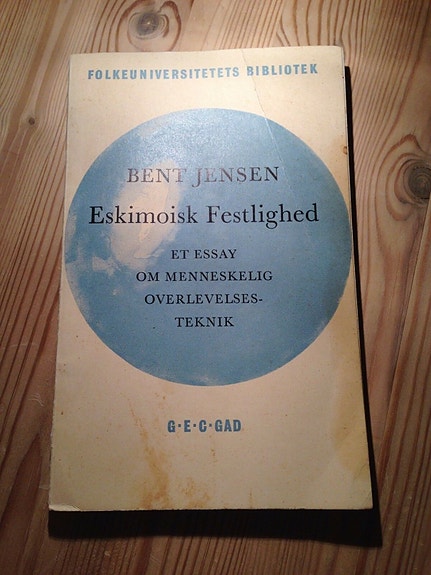 FOLKEUNIVERSITETETS BIBLIOTEK
BENT JENSEN
Eskimoisk Festlighed
ET ESSAY
OM MENNESKELIG
OVERLEVELSES-
TEKNIK
G·E·C·GAD